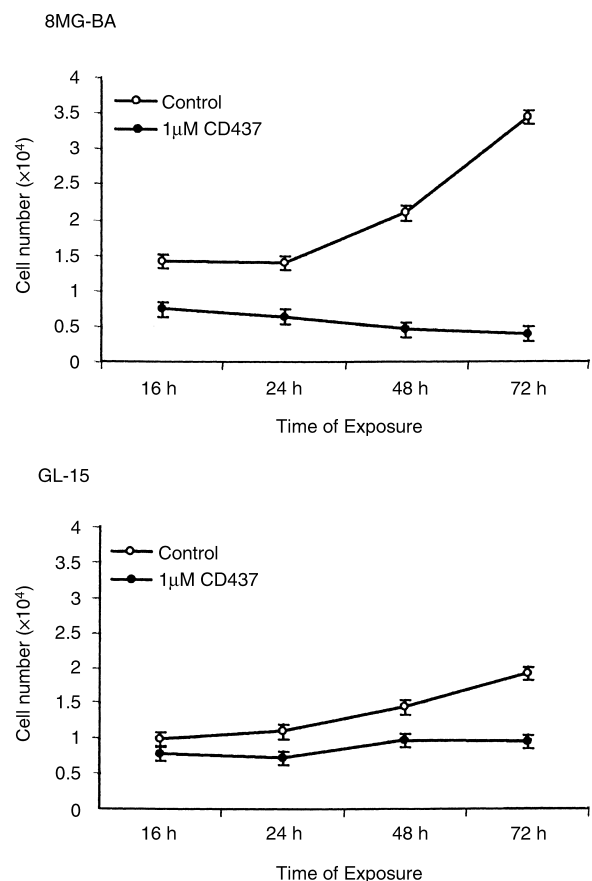 8MG-BA
4
Control
3.5
1μM CD437
3
2.5
2
1.5
1
0.5
0
Cell number (×10⁴)
16 h 24 h 48 h 72 h
Time of Exposure
GL-15
4
Control
3.5
1μM CD437
3
2.5
2
1.5
1
0.5
0
Cell number (×10⁴)
16 h 24 h 48 h 72 h
Time of Exposure